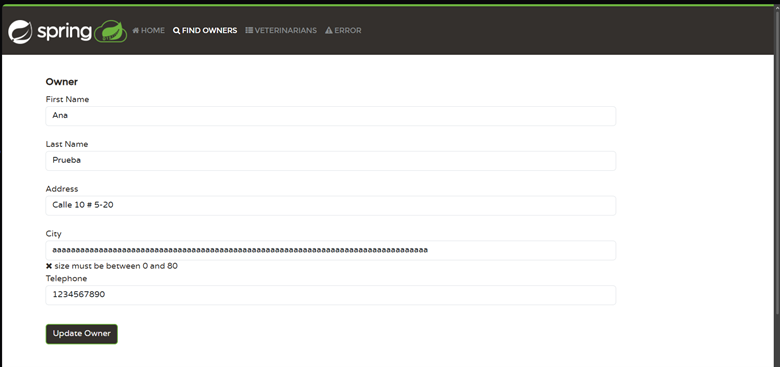 spring HOME FIND OWNERS VETERINARIANS ERROR
Owner
First Name
Ana
Last Name
Prueba
Address
Calle 10 # 5-20
City
aaaaaaaaaaaaaaaaaaaaaaaaaaaaaaaaaaaaaaaaaaaaaaaaaaaaaaaaaaaaaaaaaaaaaaaaaaaaaaaaa
size must be between 0 and 80
Telephone
1234567890
Update Owner